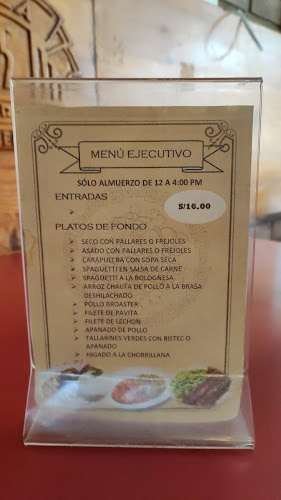 MENÚ EJECUTIVO
SÓLO ALMUERZO DE 12 A 4:00 PM
ENTRADAS
S/16.00
PLATOS DE FONDO
SECO CON PALLARES O FREJOLES
ASADO CON PALLARES O FREJOLES
CARAPULCRA CON SOPA SECA
SPAGUETTI EN SALSA DE CARNE
SPAGUETTI A LA BOLOGNESA
ARROZ CHAUFA DE POLLO A LA BRASA
DESHILACHADO
POLLO BROASTER
FILETE DE PAVITA
FILETE DE LECHON
APANADO DE POLLO
TALLARINES VERDES CON BISTEC O
APANADO
HIGADO A LA CHORRILLANA